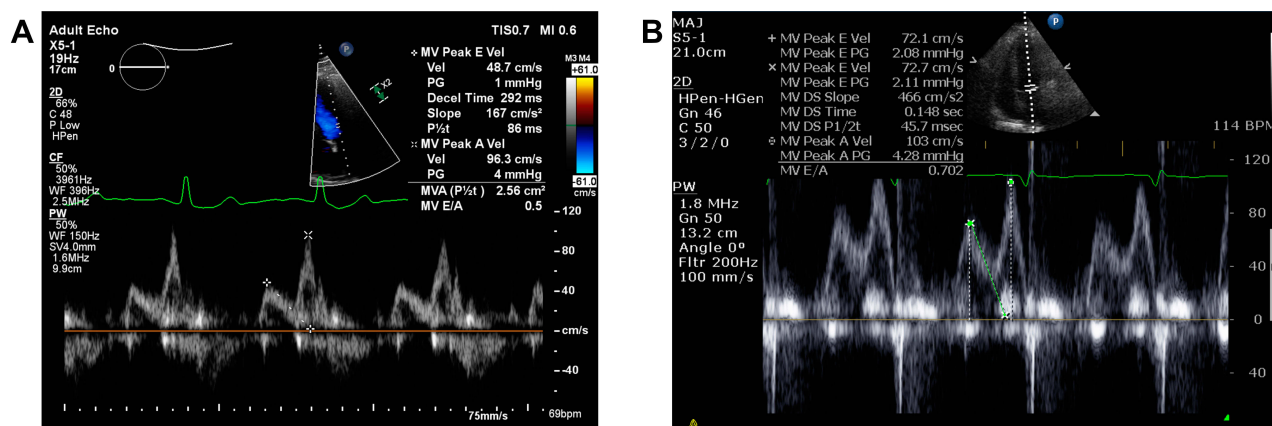 A
Adult Echo
X5-1
19Hz
17cm
0
2D
66%
C 48
P Low
HPen
CF
50%
3961Hz
WF 396Hz
2.5MHz
PW
50%
WF 150Hz
SV4.0mm
1.6MHz
9.9cm
P
X2
TIS0.7 MI 0.6
MV Peak E Vel
Vel 48.7 cm/s
PG 1 mmHg
Decel Time 292 ms
Slope 167 cm/s²
P½t 86 ms
MV Peak A Vel
Vel 96.3 cm/s
PG 4 mmHg
MVA (P½t) 2.56 cm²
MV E/A 0.5
M3 M4
+61.0
-61.0
cm/s
-120
-80
-40
-cm/s
--40
75mm/s
69bpm
B
MAJ
S5-1
21.0cm
2D
HPen-HGen
Gn 46
C 50
3/2/0
PW
1.8 MHz
Gn 50
13.2 cm
Angle 0°
Fltr 200Hz
100 mm/s
MV Peak E Vel 72.1 cm/s
MV Peak E PG 2.08 mmHg
MV Peak E Vel 72.7 cm/s
MV Peak E PG 2.11 mmHg
MV DS Slope 466 cm/s2
MV DS Time 0.148 sec
MV DS P1/2t 45.7 msec
MV Peak A Vel 103 cm/s
MV Peak A PG 4.28 mmHg
MV E/A 0.702
P
114 BPM
120
80
40
0
40